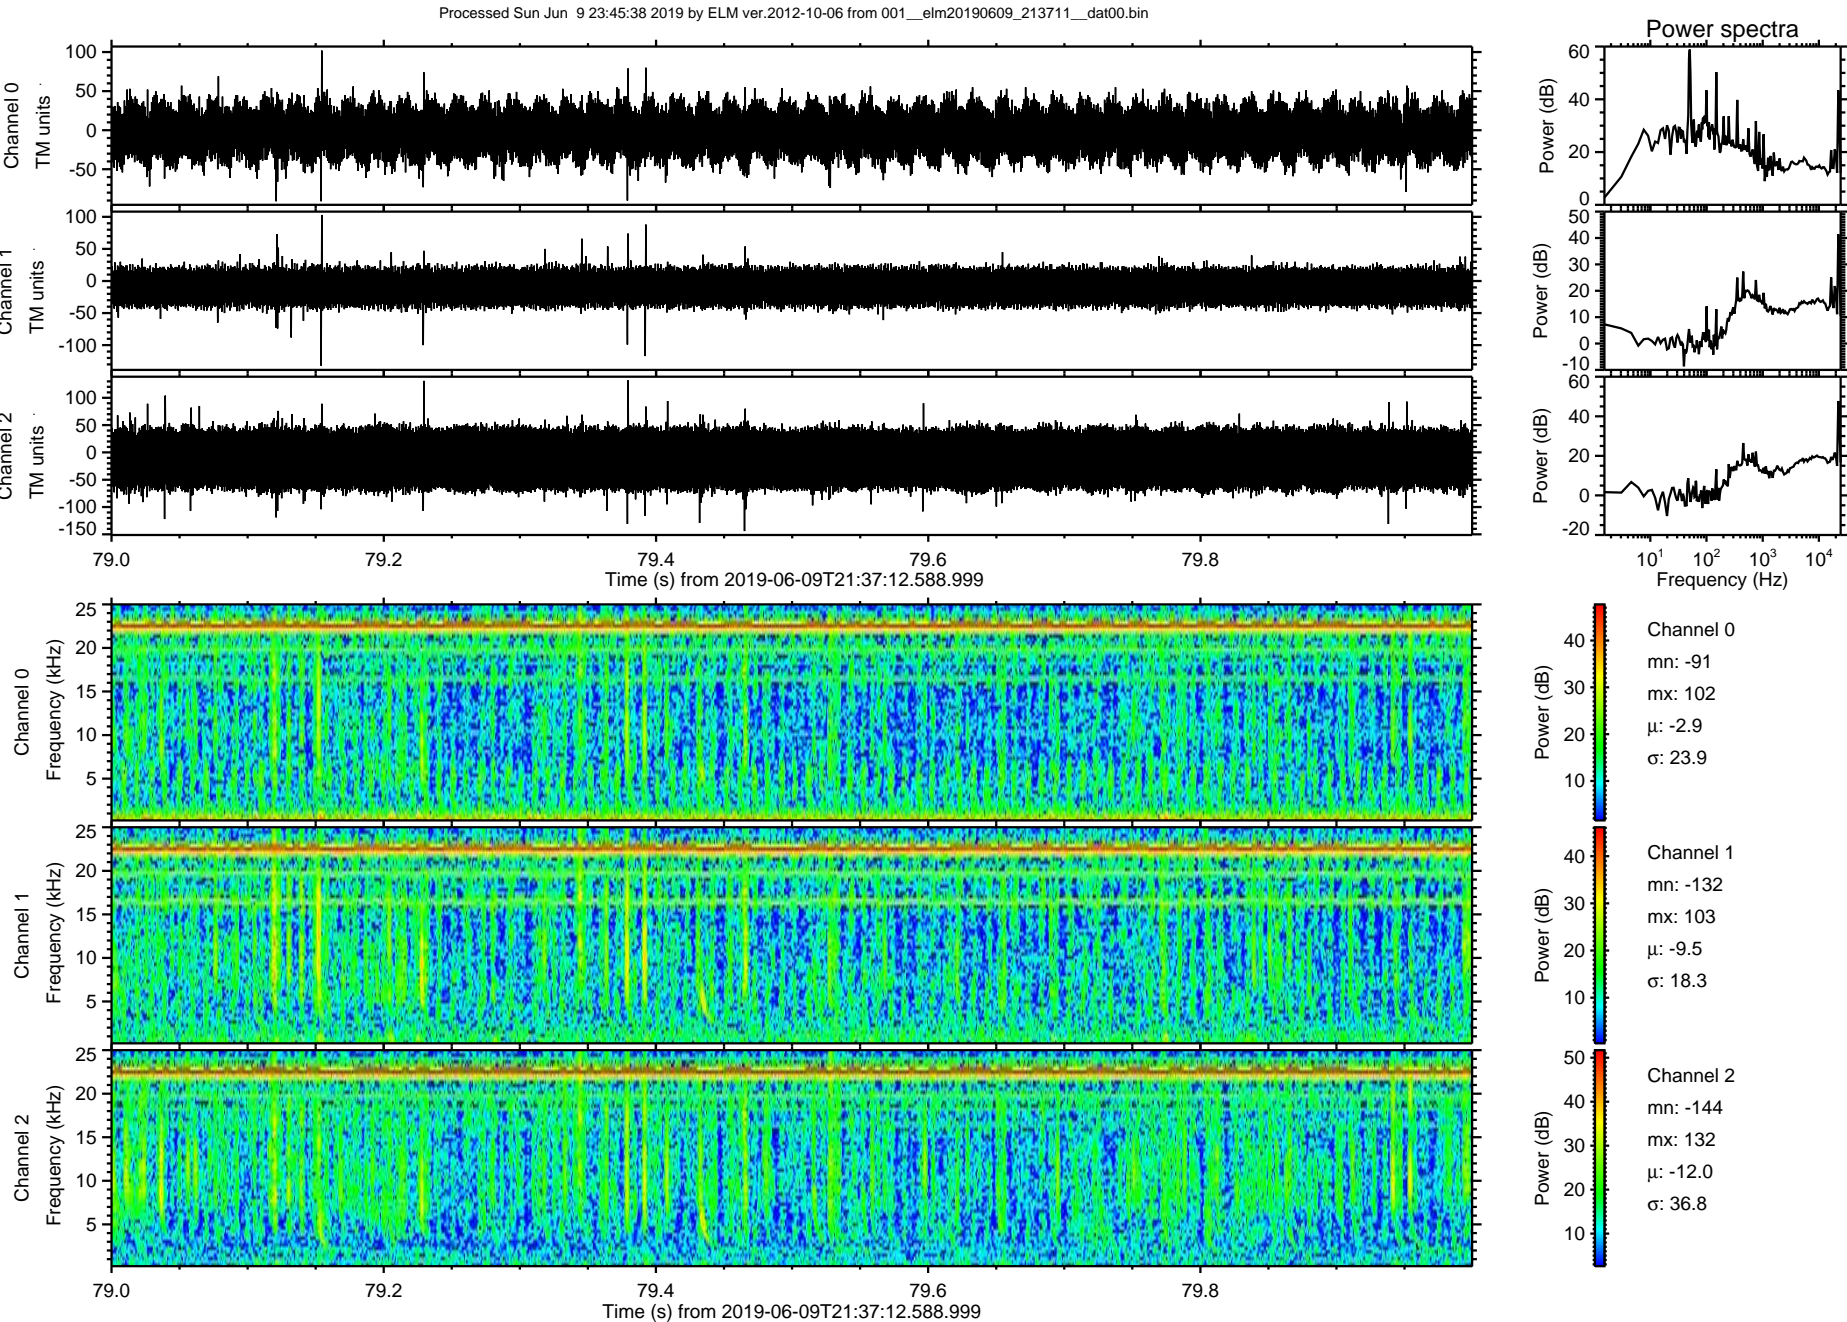 Processed Sun Jun 9 23:45:38 2019 by ELM ver.2012-10-06 from 001__elm20190609_213711__dat00.bin
Power spectra
Channel 0
TM units
100
50
0
-50
Power (dB)
60
40
20
0
Channel 1
TM units
100
50
0
-50
-100
Power (dB)
50
40
30
20
10
0
-10
Channel 2
TM units
100
50
0
-50
-100
-150
Power (dB)
60
40
20
0
-20
79.0 79.2 79.4 79.6 79.8
Time (s) from 2019-06-09T21:37:12.588.999
10^1 10^2 10^3 10^4
Frequency (Hz)
Channel 0
Frequency (kHz)
25
20
15
10
5
Power (dB)
40
30
20
10
Channel 0
mn: -91
mx: 102
μ: -2.9
σ: 23.9
Channel 1
Frequency (kHz)
25
20
15
10
5
Power (dB)
40
30
20
10
Channel 1
mn: -132
mx: 103
μ: -9.5
σ: 18.3
Channel 2
Frequency (kHz)
25
20
15
10
5
Power (dB)
50
40
30
20
10
Channel 2
mn: -144
mx: 132
μ: -12.0
σ: 36.8
79.0 79.2 79.4 79.6 79.8
Time (s) from 2019-06-09T21:37:12.588.999